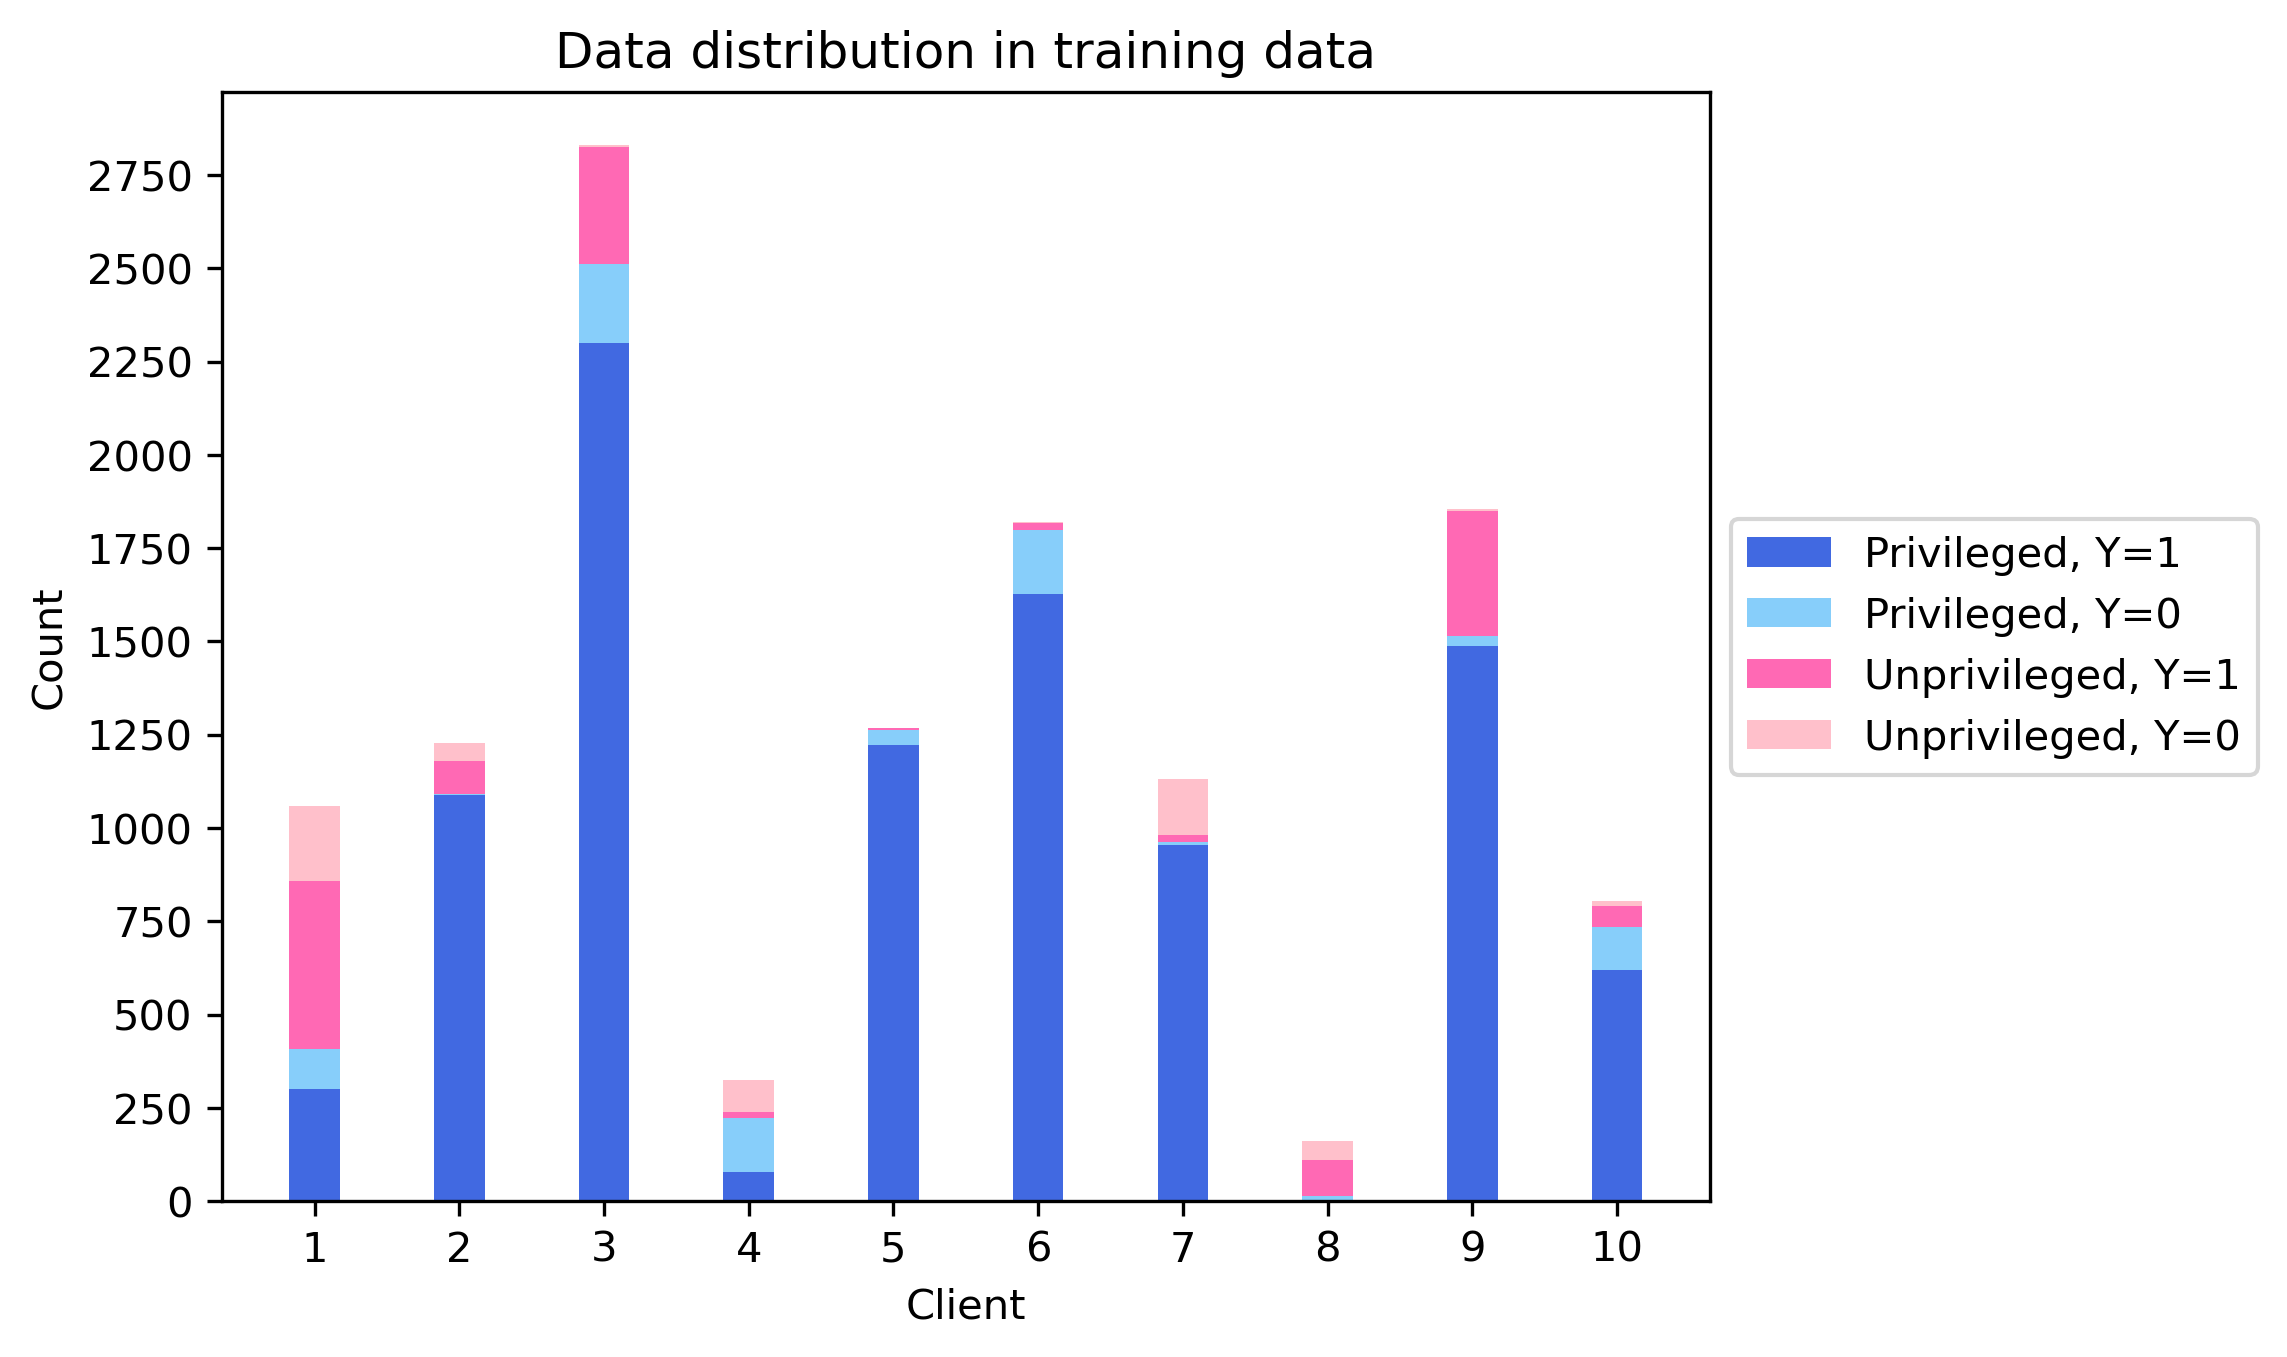 Data distribution in training data
Count
2750
2500
2250
2000
1750
1500
1250
1000
750
500
250
0
1 2 3 4 5 6 7 8 9 10
Client
Privileged, Y=1
Privileged, Y=0
Unprivileged, Y=1
Unprivileged, Y=0